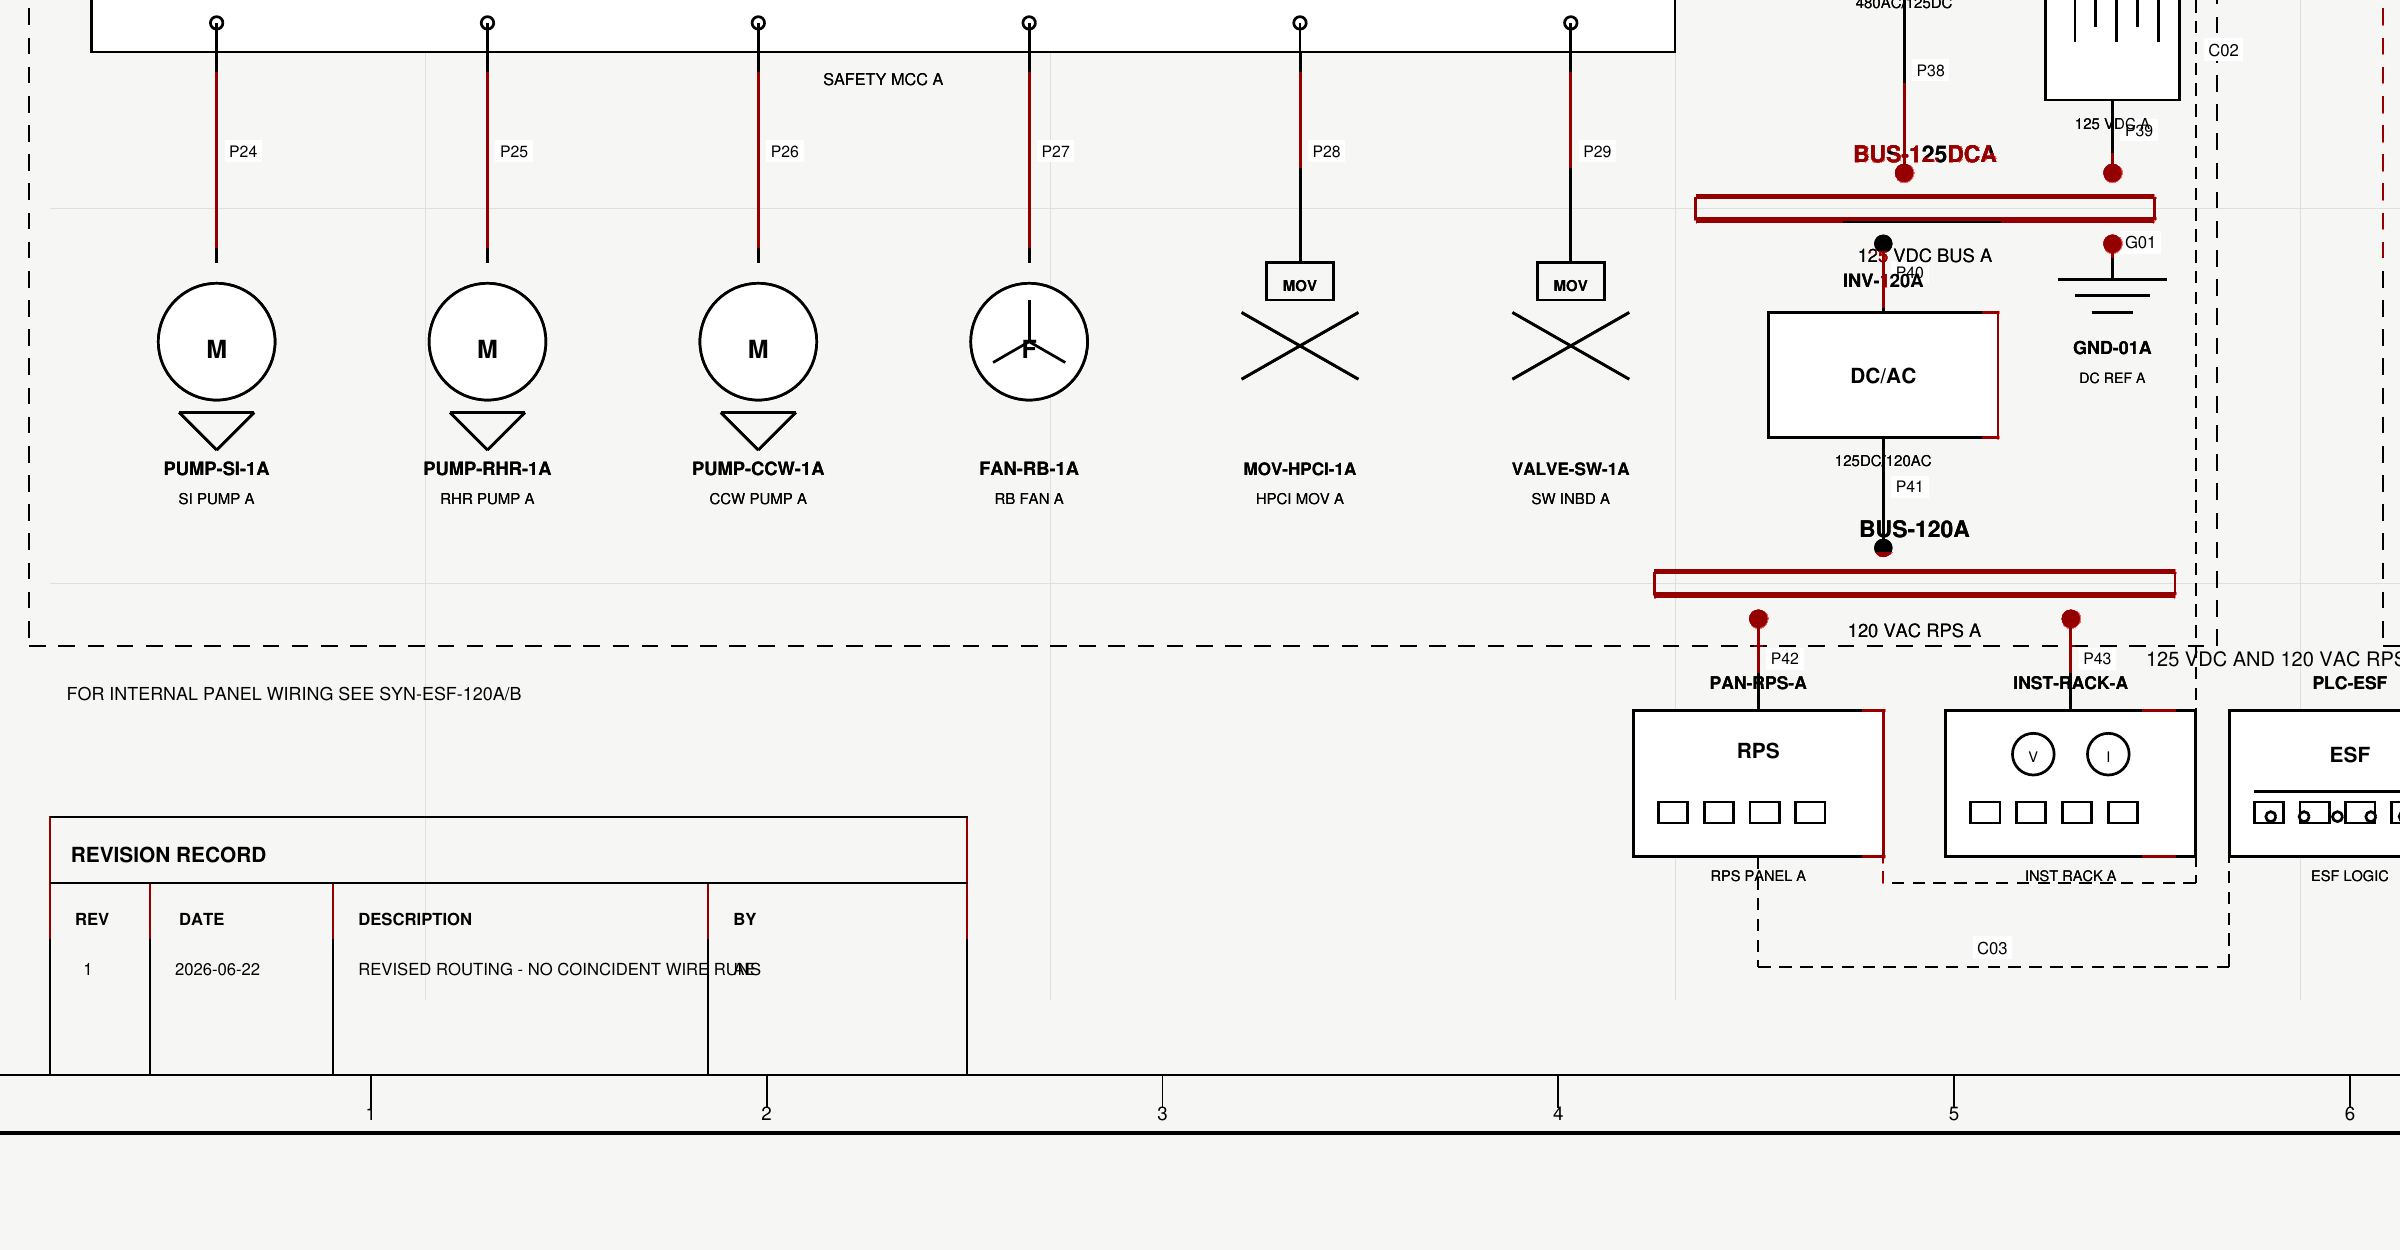 480AC/125DC
C02
P38
SAFETY MCC A
125 VDC A
P39
P24
P25
P26
P27
P28
P29
BUS-125DCA
G01
125 VDC BUS A
P40
INV-120A
MOV
MOV
M
M
M
F
DC/AC
GND-01A
DC REF A
125DC/120AC
PUMP-SI-1A
PUMP-RHR-1A
PUMP-CCW-1A
FAN-RB-1A
MOV-HPCI-1A
VALVE-SW-1A
P41
SI PUMP A
RHR PUMP A
CCW PUMP A
RB FAN A
HPCI MOV A
SW INBD A
BUS-120A
120 VAC RPS A
P42
P43
125 VDC AND 120 VAC RPS
PAN-RPS-A
INST-RACK-A
PLC-ESF
FOR INTERNAL PANEL WIRING SEE SYN-ESF-120A/B
RPS
V
I
ESF
RPS PANEL A
INST RACK A
ESF LOGIC
REVISION RECORD
REV
DATE
DESCRIPTION
BY
C03
1
2026-06-22
REVISED ROUTING - NO COINCIDENT WIRE RUNS
1
2
3
4
5
6